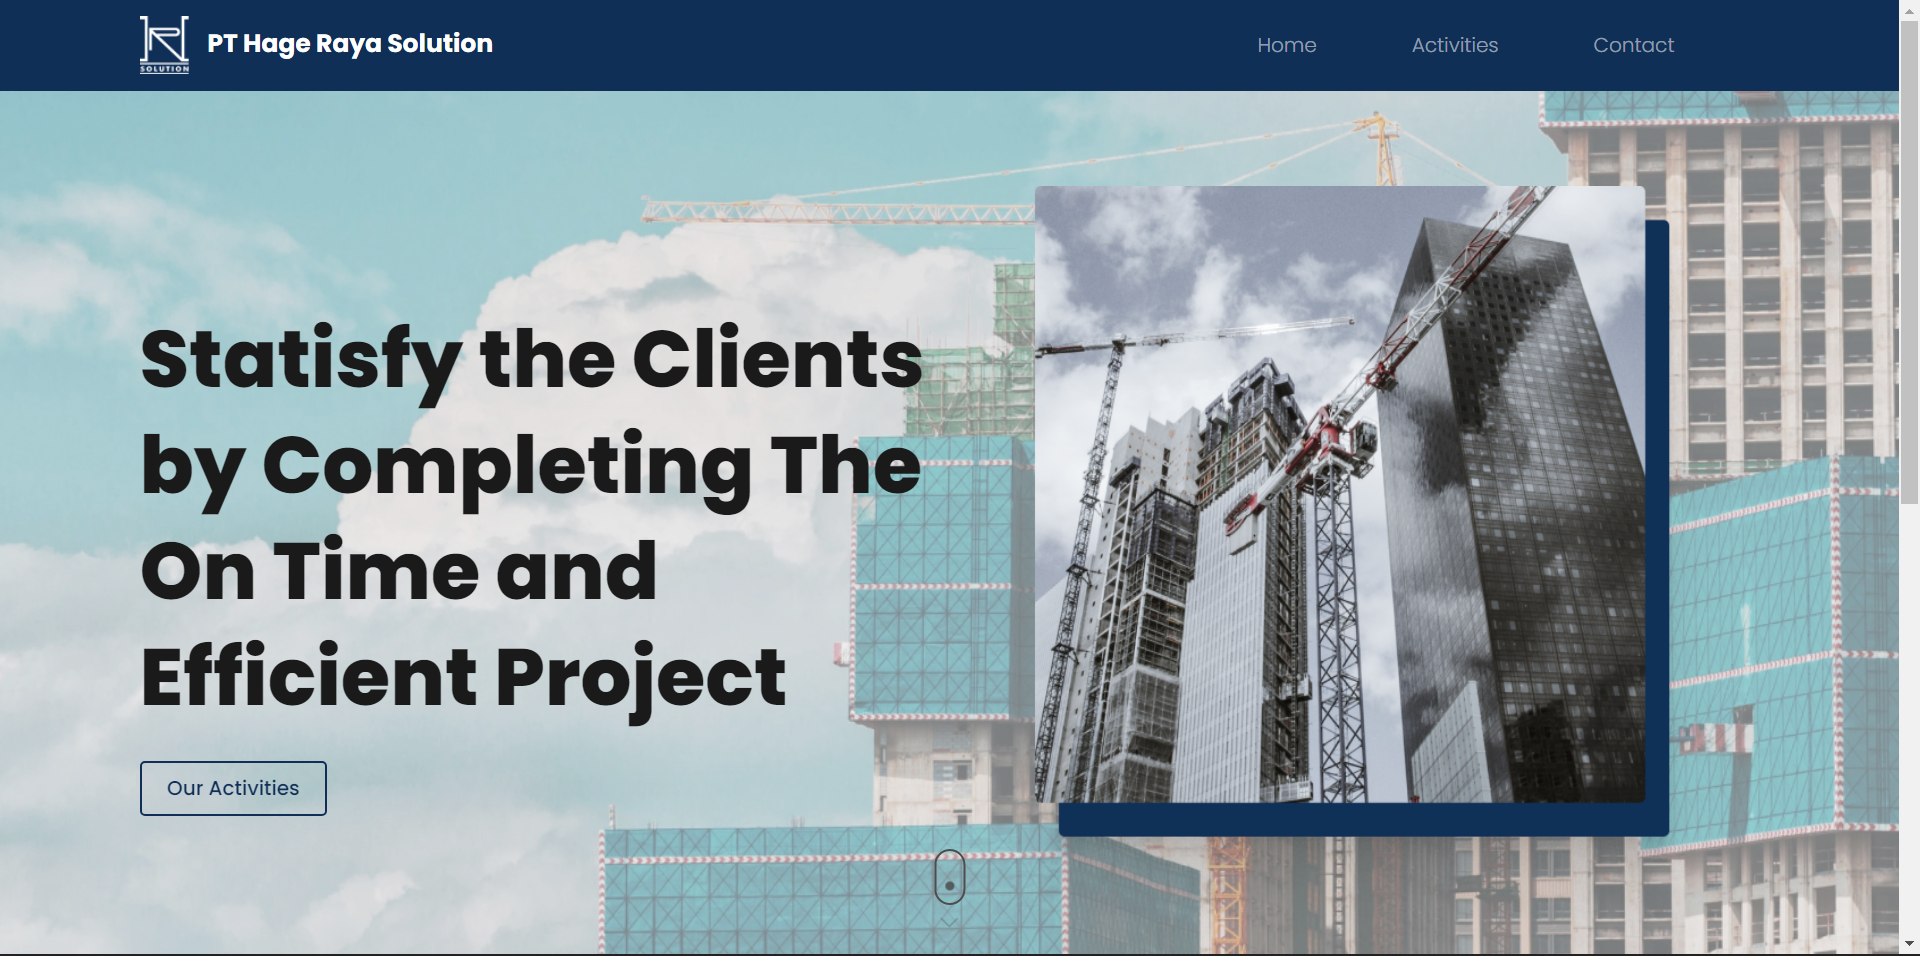 SOLUTION
PT Hage Raya Solution
Home
Activities
Contact
Statisfy the Clients
by Completing The
On Time and
Efficient Project
Our Activities